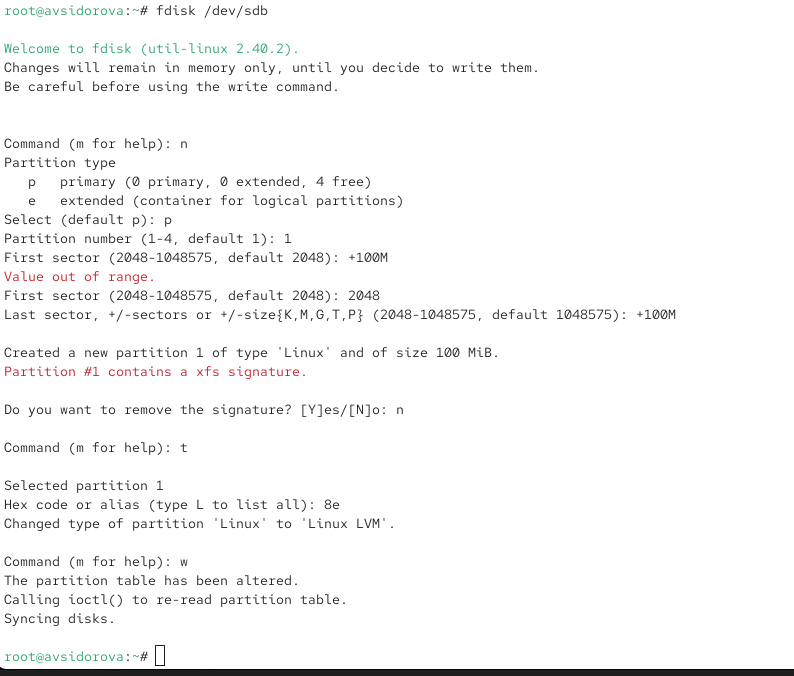 root@avsidorova:~# fdisk /dev/sdb
Welcome to fdisk (util-linux 2.40.2).
Changes will remain in memory only, until you decide to write them.
Be careful before using the write command.
Command (m for help): n
Partition type
   p   primary (0 primary, 0 extended, 4 free)
   e   extended (container for logical partitions)
Select (default p): p
Partition number (1-4, default 1): 1
First sector (2048-1048575, default 2048): +100M
Value out of range.
First sector (2048-1048575, default 2048): 2048
Last sector, +/-sectors or +/-size{K,M,G,T,P} (2048-1048575, default 1048575): +100M
Created a new partition 1 of type 'Linux' and of size 100 MiB.
Partition #1 contains a xfs signature.
Do you want to remove the signature? [Y]es/[N]o: n
Command (m for help): t
Selected partition 1
Hex code or alias (type L to list all): 8e
Changed type of partition 'Linux' to 'Linux LVM'.
Command (m for help): w
The partition table has been altered.
Calling ioctl() to re-read partition table.
Syncing disks.
root@avsidorova:~#